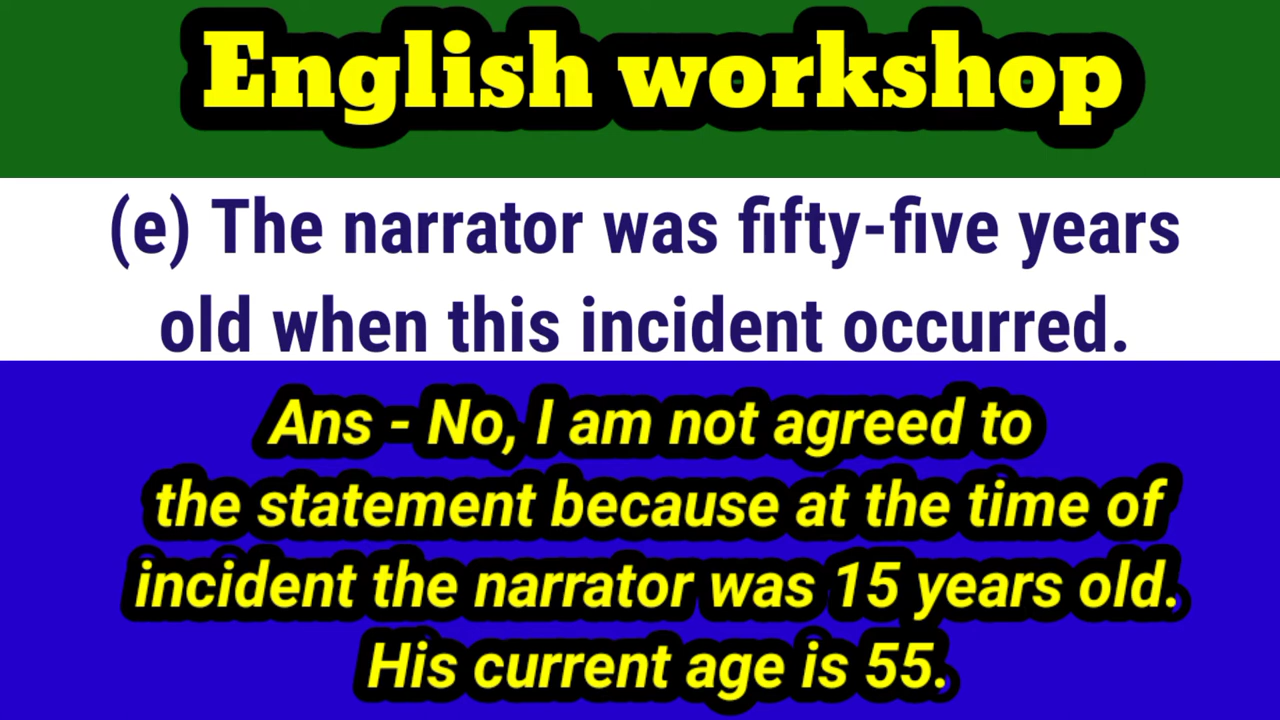 English workshop
(e) The narrator was fifty-five years
old when this incident occurred.
Ans - No, I am not agreed to
the statement because at the time of
incident the narrator was 15 years old.
His current age is 55.